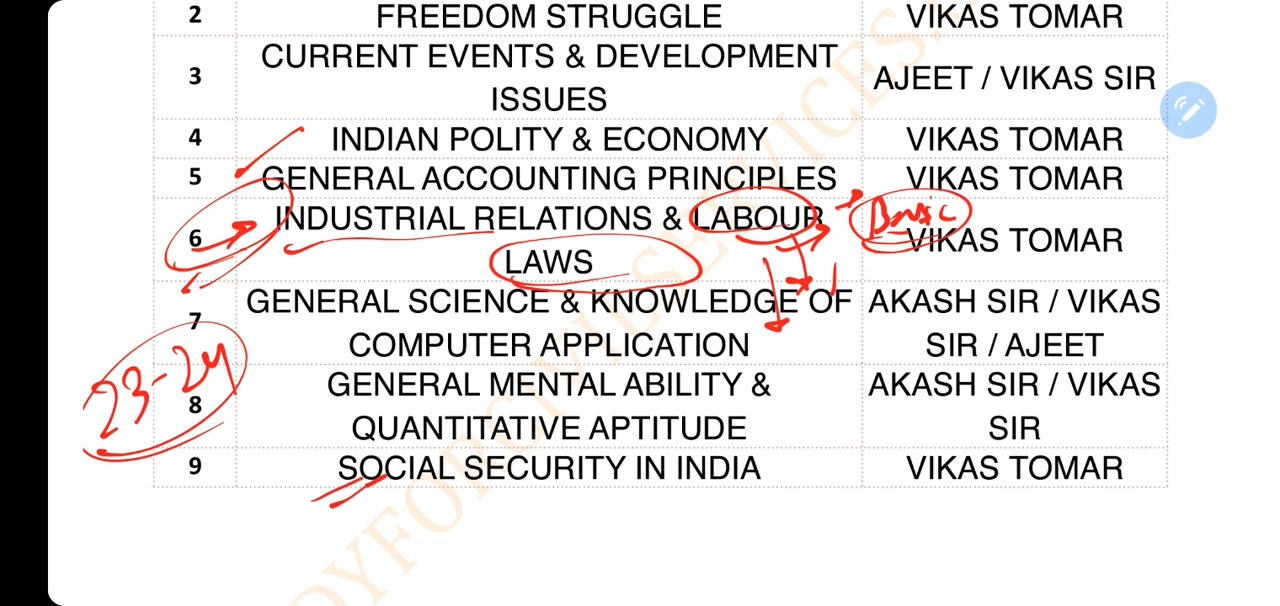 2 FREEDOM STRUGGLE VIKAS TOMAR
CURRENT EVENTS & DEVELOPMENT
3 AJEET / VIKAS SIR
ISSUES
4 INDIAN POLITY & ECONOMY VIKAS TOMAR
5 GENERAL ACCOUNTING PRINCIPLES VIKAS TOMAR
INDUSTRIAL RELATIONS & LABOUR Basic
6 VIKAS TOMAR
LAWS
GENERAL SCIENCE & KNOWLEDGE OF AKASH SIR / VIKAS
7
COMPUTER APPLICATION SIR / AJEET
23-24
GENERAL MENTAL ABILITY & AKASH SIR / VIKAS
8
QUANTITATIVE APTITUDE SIR
9 SOCIAL SECURITY IN INDIA VIKAS TOMAR